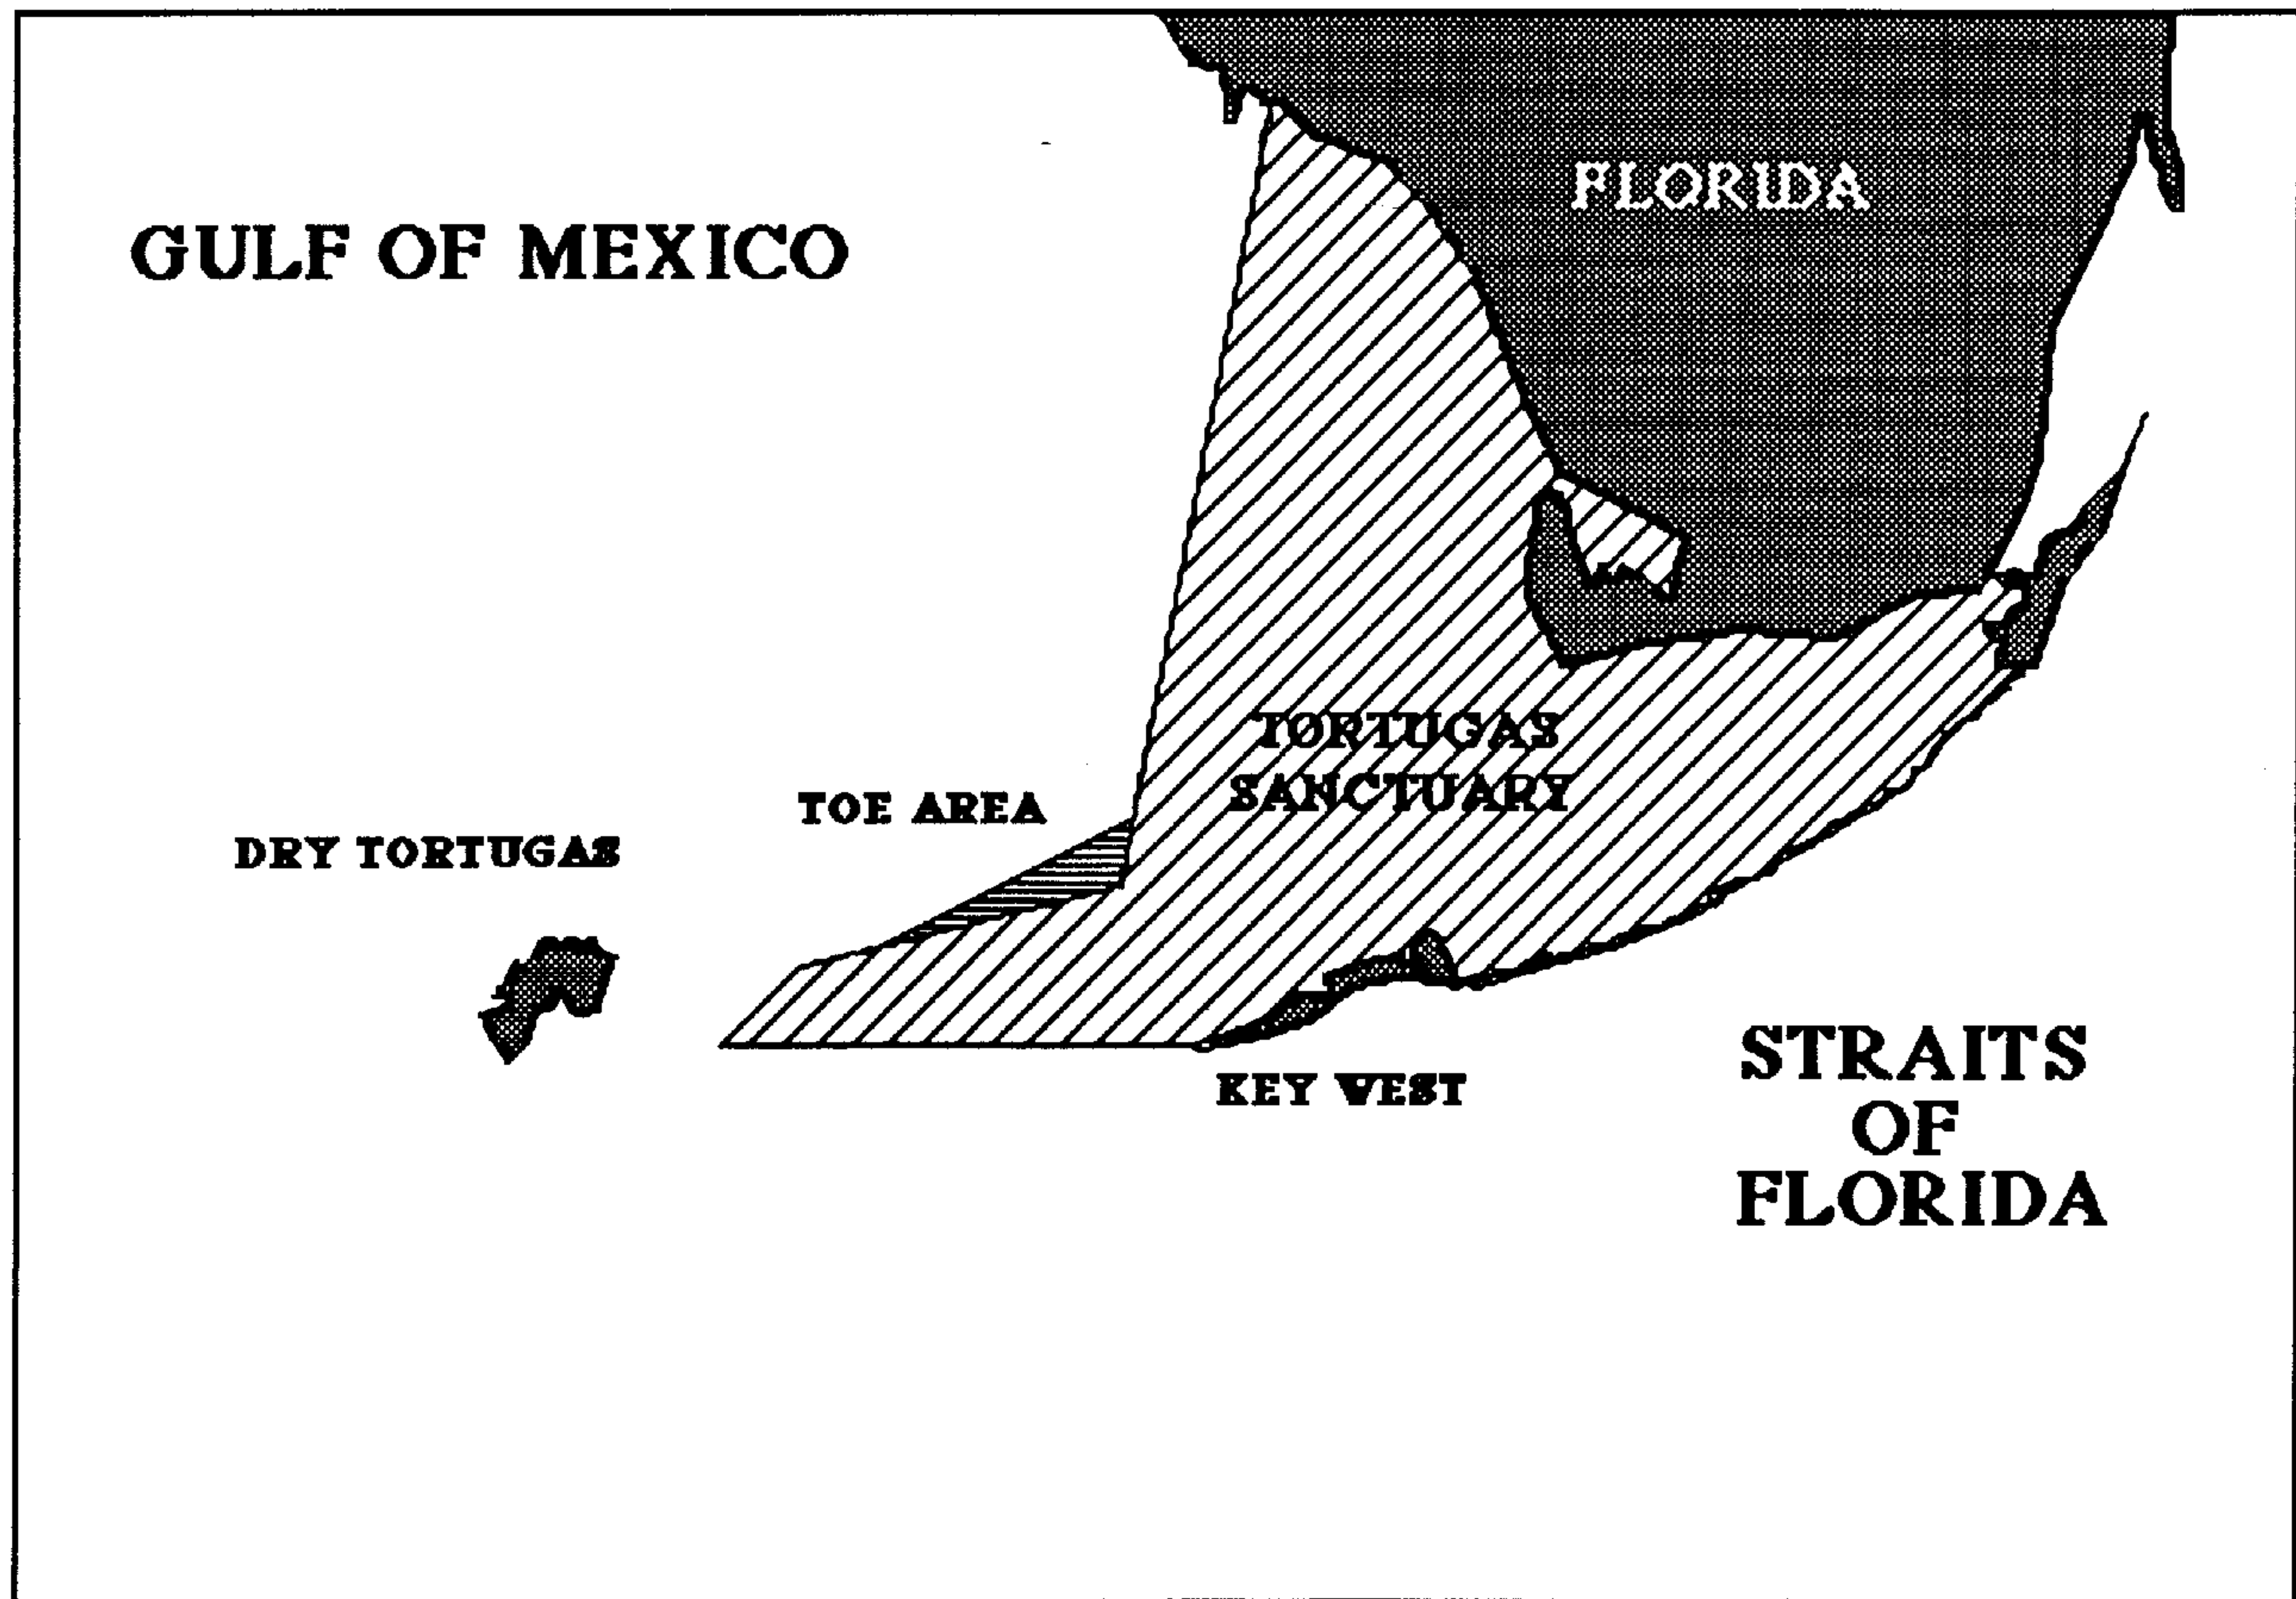 FLORIDA
GULF OF MEXICO
TORTUGAS
SANCTUARY
TOE AREA
DRY TORTUGAS
KEY WEST
STRAITS
OF
FLORIDA